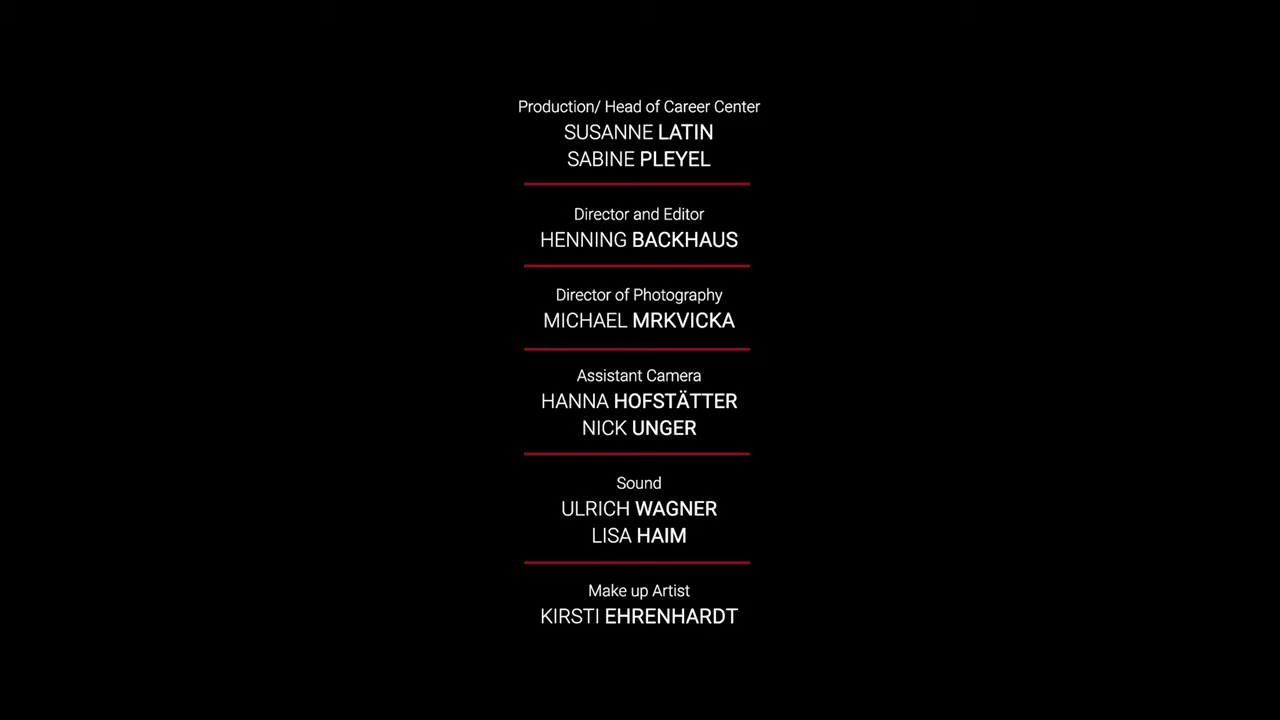 Production/ Head of Career Center
SUSANNE LATIN
SABINE PLEYEL
Director and Editor
HENNING BACKHAUS
Director of Photography
MICHAEL MRKVICKA
Assistant Camera
HANNA HOFSTÄTTER
NICK UNGER
Sound
ULRICH WAGNER
LISA HAIM
Make up Artist
KIRSTI EHRENHARDT